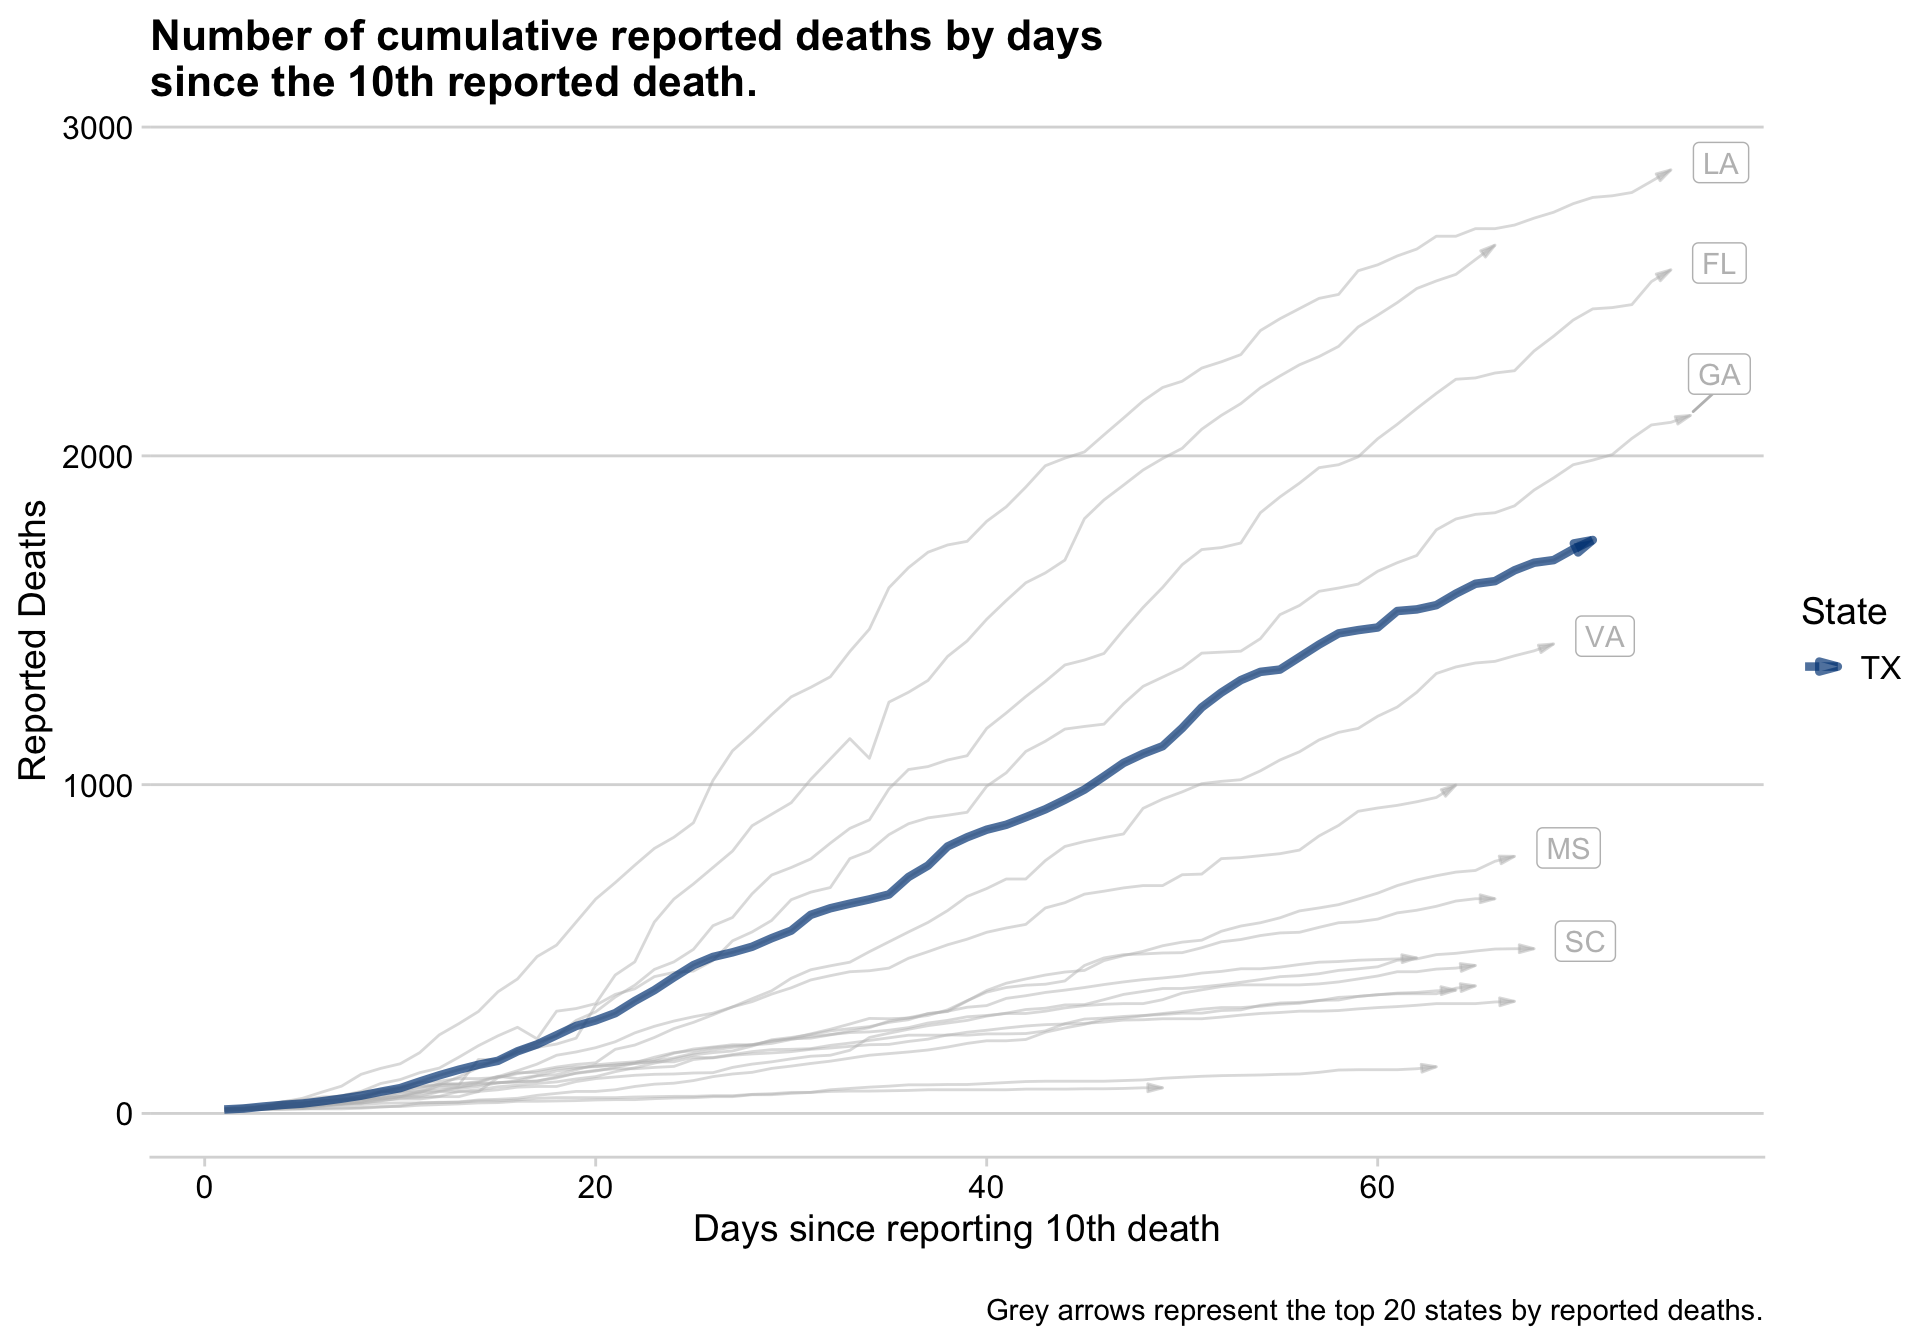 Number of cumulative reported deaths by days
since the 10th reported death.
3000
2000
1000
0
Reported Deaths
LA
FL
GA
VA
MS
SC
State
TX
0 20 40 60
Days since reporting 10th death
Grey arrows represent the top 20 states by reported deaths.